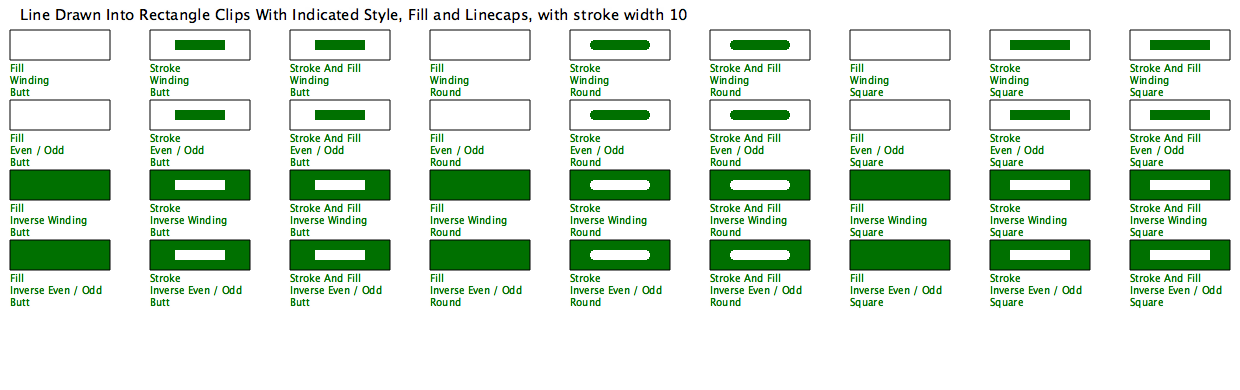 Line Drawn Into Rectangle Clips With Indicated Style, Fill and Linecaps, with stroke width 10
Fill
Winding
Butt
Stroke
Winding
Butt
Stroke And Fill
Winding
Butt
Fill
Winding
Round
Stroke
Winding
Round
Stroke And Fill
Winding
Round
Fill
Winding
Square
Stroke
Winding
Square
Stroke And Fill
Winding
Square
Fill
Even / Odd
Butt
Stroke
Even / Odd
Butt
Stroke And Fill
Even / Odd
Butt
Fill
Even / Odd
Round
Stroke
Even / Odd
Round
Stroke And Fill
Even / Odd
Round
Fill
Even / Odd
Square
Stroke
Even / Odd
Square
Stroke And Fill
Even / Odd
Square
Fill
Inverse Winding
Butt
Stroke
Inverse Winding
Butt
Stroke And Fill
Inverse Winding
Butt
Fill
Inverse Winding
Round
Stroke
Inverse Winding
Round
Stroke And Fill
Inverse Winding
Round
Fill
Inverse Winding
Square
Stroke
Inverse Winding
Square
Stroke And Fill
Inverse Winding
Square
Fill
Inverse Even / Odd
Butt
Stroke
Inverse Even / Odd
Butt
Stroke And Fill
Inverse Even / Odd
Butt
Fill
Inverse Even / Odd
Round
Stroke
Inverse Even / Odd
Round
Stroke And Fill
Inverse Even / Odd
Round
Fill
Inverse Even / Odd
Square
Stroke
Inverse Even / Odd
Square
Stroke And Fill
Inverse Even / Odd
Square